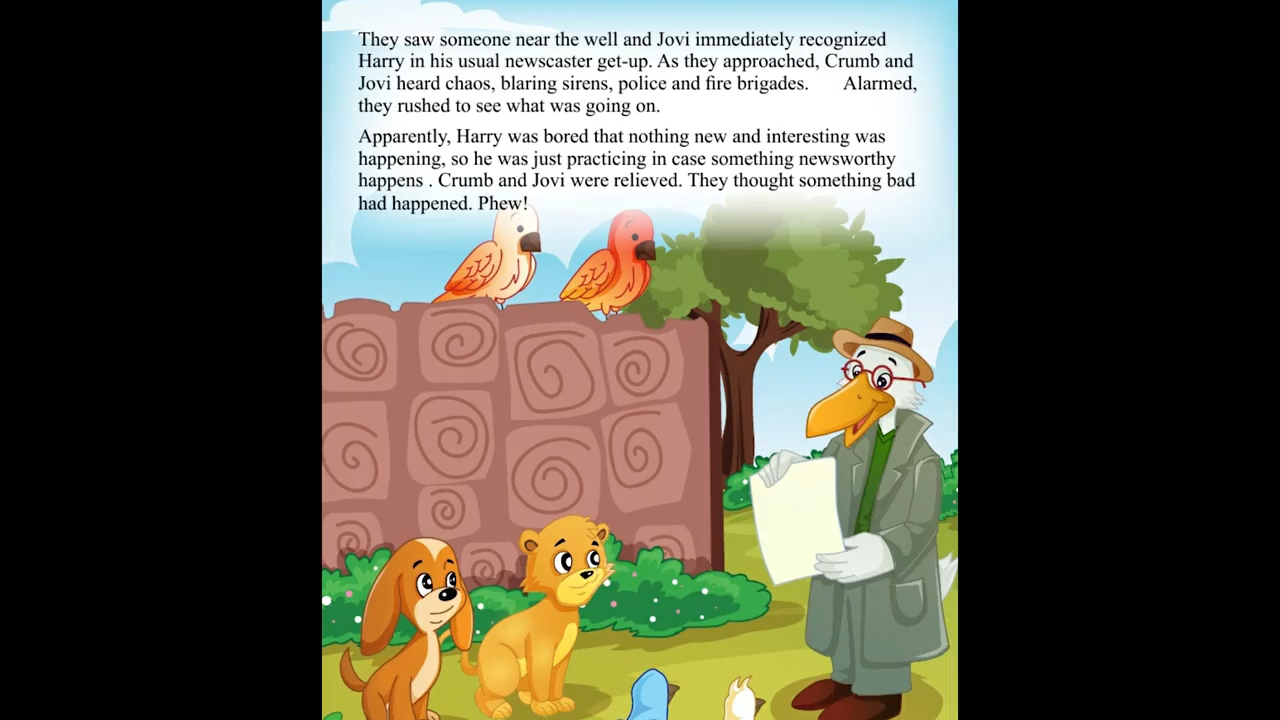 They saw someone near the well and Jovi immediately recognized
Harry in his usual newscaster get-up. As they approached, Crumb and
Jovi heard chaos, blaring sirens, police and fire brigades. Alarmed,
they rushed to see what was going on.
Apparently, Harry was bored that nothing new and interesting was
happening, so he was just practicing in case something newsworthy
happens . Crumb and Jovi were relieved. They thought something bad
had happened. Phew!